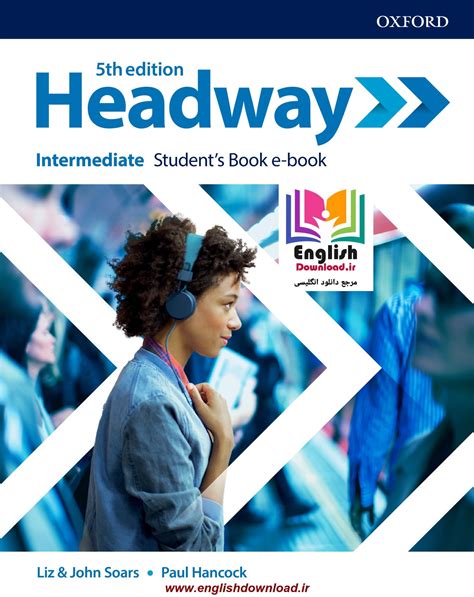 OXFORD
5th edition
Headway
Intermediate Student's Book e-book
English
Download.ir
مرجع دانلود انگلیسی
Liz & John Soars • Paul Hancock
www.englishdownload.ir